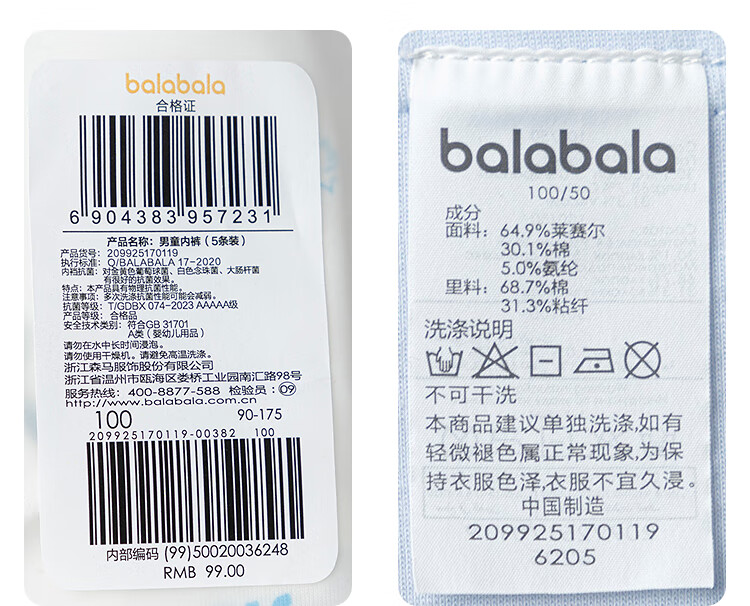 balabala
合格证
6 904383 957231
产品名称：男童内裤（5条装）
产品货号：209925170119
执行标准：Q/BALABALA 17-2020
内裆抗菌：对金黄色葡萄球菌、白色念珠菌、大肠杆菌
有很好的抗菌效果。
特点：本产品具有物理抗菌性能。
注意事项：多次洗涤抗菌性能可能会减弱。
抗菌等级：T/GDBX 074-2023 AAAAA级
产品等级：合格品
安全技术类别：符合GB 31701
A类（婴幼儿用品）
请勿在水中长时间浸泡。
请勿使用干燥机。请避免高温洗涤。
浙江森马服饰股份有限公司
浙江省温州市瓯海区娄桥工业园南汇路98号
服务热线：400-8877-588 检验员：09
http://www.balabala.com.cn
100 90-175
209925170119-00382 100
内部编码 (99)50020036248
RMB 99.00
balabala
100/50
成分
面料：64.9%莱赛尔
30.1%棉
5.0%氨纶
里料：68.7%棉
31.3%粘纤
洗涤说明
不可干洗
本商品建议单独洗涤,如有
轻微褪色属正常现象,为保
持衣服色泽,衣服不宜久浸。
中国制造
209925170119
6205